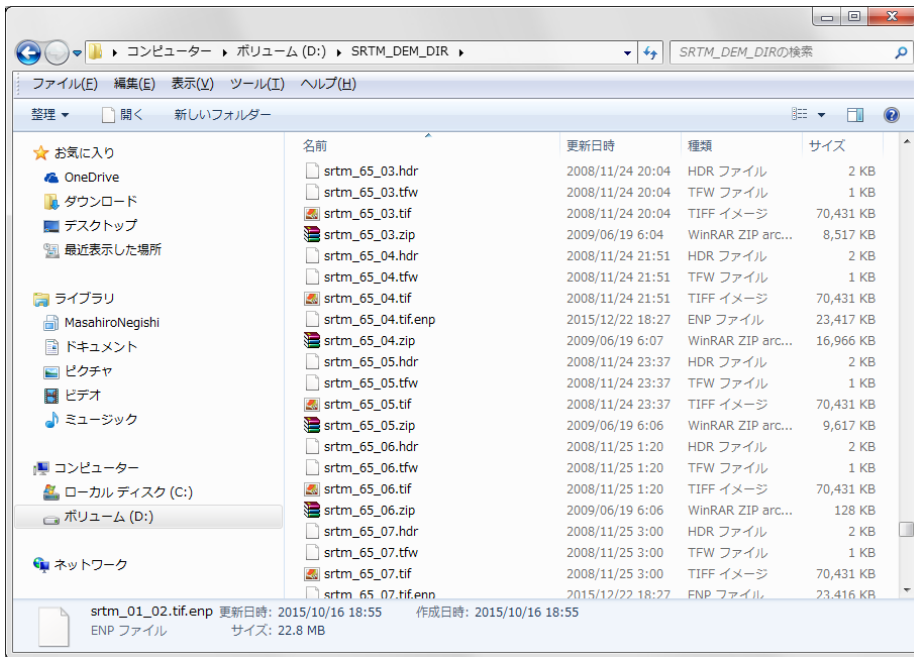 コンピューター ボリューム (D:) SRTM_DEM_DIR SRTM_DEM_DIRの検索
ファイル(F) 編集(E) 表示(V) ツール(T) ヘルプ(H)
整理 開く 新しいフォルダー
お気に入り
OneDrive
ダウンロード
デスクトップ
最近表示した場所
ライブラリ
MasahiroNegishi
ドキュメント
ピクチャ
ビデオ
ミュージック
コンピューター
ローカル ディスク (C:)
ボリューム (D:)
ネットワーク
名前 更新日時 種類 サイズ
srtm_65_03.hdr 2008/11/24 20:04 HDR ファイル 2 KB
srtm_65_03.tfw 2008/11/24 20:04 TFW ファイル 1 KB
srtm_65_03.tif 2008/11/24 20:04 TIFF イメージ 70,431 KB
srtm_65_03.zip 2009/06/19 6:04 WinRAR ZIP arc... 8,517 KB
srtm_65_04.hdr 2008/11/24 21:51 HDR ファイル 2 KB
srtm_65_04.tfw 2008/11/24 21:51 TFW ファイル 1 KB
srtm_65_04.tif 2008/11/24 21:51 TIFF イメージ 70,431 KB
srtm_65_04.tif.enp 2015/12/22 18:27 ENP ファイル 23,417 KB
srtm_65_04.zip 2009/06/19 6:07 WinRAR ZIP arc... 16,966 KB
srtm_65_05.hdr 2008/11/24 23:37 HDR ファイル 2 KB
srtm_65_05.tfw 2008/11/24 23:37 TFW ファイル 1 KB
srtm_65_05.tif 2008/11/24 23:37 TIFF イメージ 70,431 KB
srtm_65_05.zip 2009/06/19 6:06 WinRAR ZIP arc... 9,617 KB
srtm_65_06.hdr 2008/11/25 1:20 HDR ファイル 2 KB
srtm_65_06.tfw 2008/11/25 1:20 TFW ファイル 1 KB
srtm_65_06.tif 2008/11/25 1:20 TIFF イメージ 70,431 KB
srtm_65_06.zip 2009/06/19 6:06 WinRAR ZIP arc... 128 KB
srtm_65_07.hdr 2008/11/25 3:00 HDR ファイル 2 KB
srtm_65_07.tfw 2008/11/25 3:00 TFW ファイル 1 KB
srtm_65_07.tif 2008/11/25 3:00 TIFF イメージ 70,431 KB
srtm_65_07.tif.enp 2015/12/22 18:27 ENP ファイル 23,416 KB
srtm_01_02.tif.enp 更新日時: 2015/10/16 18:55 作成日時: 2015/10/16 18:55
ENP ファイル サイズ: 22.8 MB